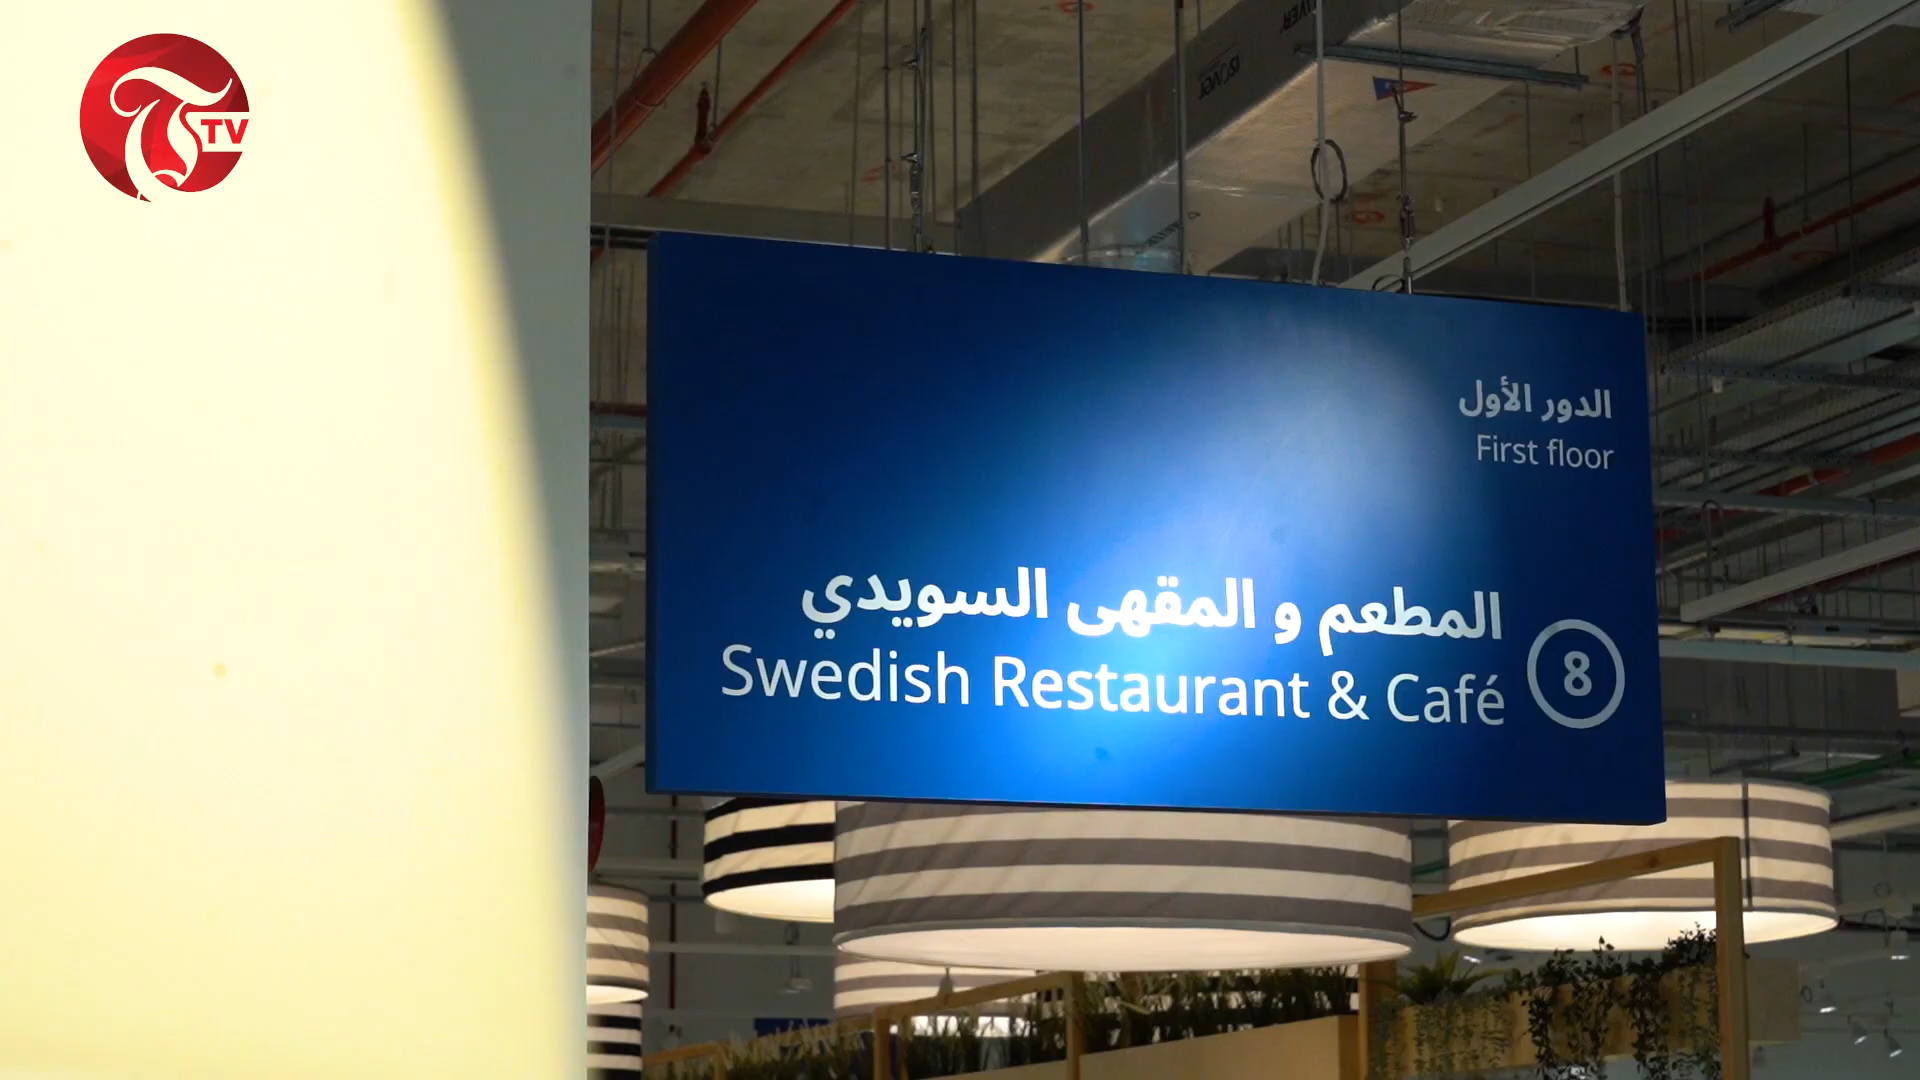 TV
الدور الأول
First floor
المطعم و المقهى السويدي
Swedish Restaurant & Café
8